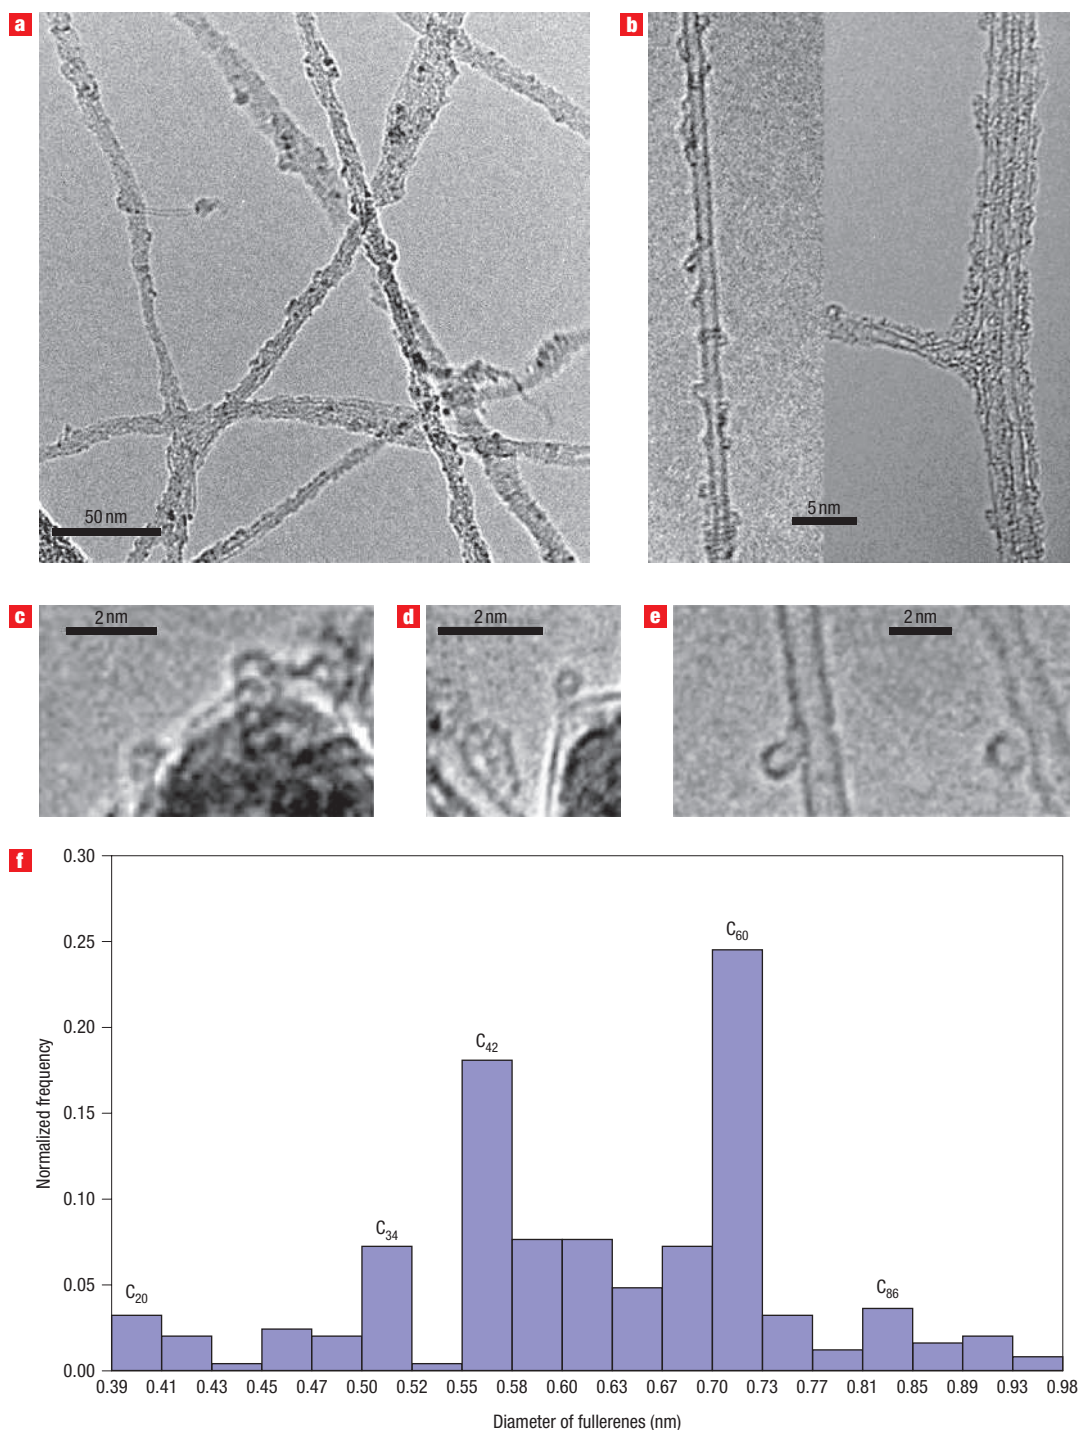 a
b
50 nm
5 nm
c
2 nm
d
2 nm
e
2 nm
f
0.30
0.25
0.20
0.15
0.10
0.05
0.00
Normalized frequency
C20
C34
C42
C60
C86
0.39 0.41 0.43 0.45 0.47 0.50 0.52 0.55 0.58 0.60 0.63 0.67 0.70 0.73 0.77 0.81 0.85 0.89 0.93 0.98
Diameter of fullerenes (nm)